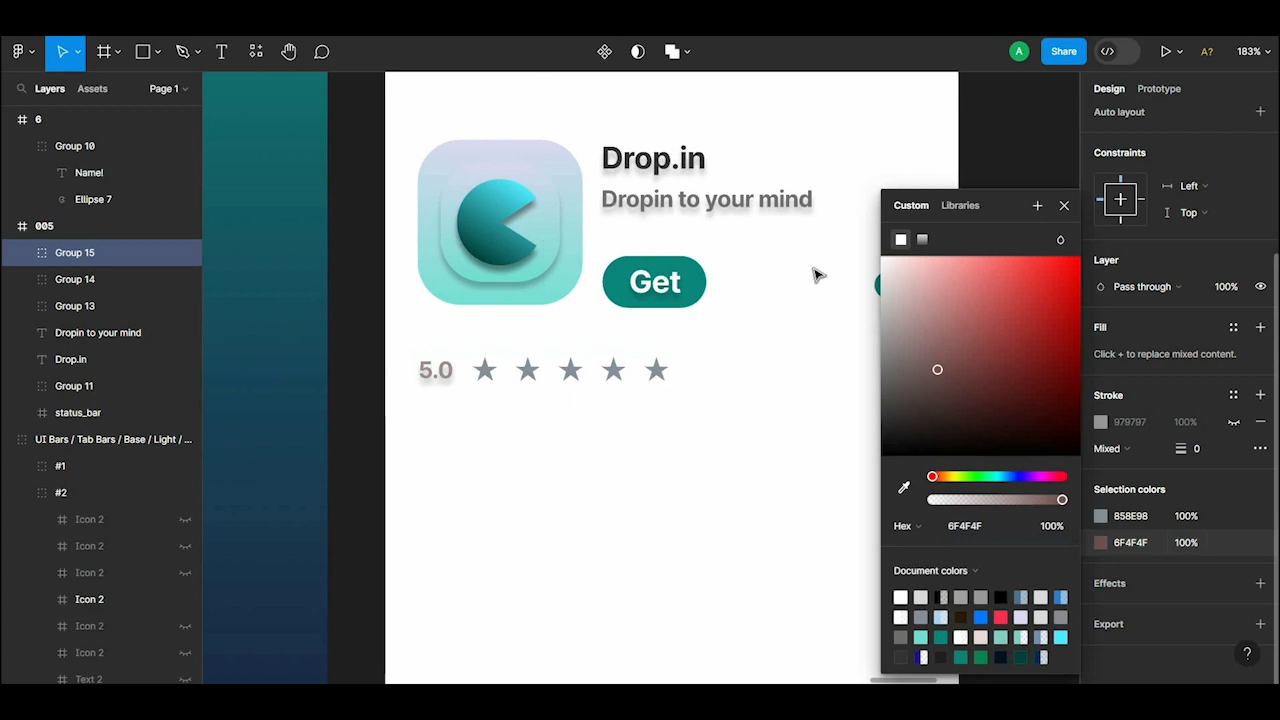 Share
A?
183%
Layers
Assets
Page 1
6
Group 10
Name!
Ellipse 7
005
Group 15
Group 14
Group 13
Dropin to your mind
Drop.in
Group 11
status_bar
UI Bars / Tab Bars / Base / Light / ...
#1
#2
Icon 2
Icon 2
Icon 2
Icon 2
Icon 2
Icon 2
Text 2
Drop.in
Dropin to your mind
Get
5.0
Custom
Libraries
Hex
6F4F4F
100%
Document colors
Design
Prototype
Auto layout
Constraints
Left
Top
Layer
Pass through
100%
Fill
Click + to replace mixed content.
Stroke
979797
100%
Mixed
0
Selection colors
858E98
100%
6F4F4F
100%
Effects
Export
?
A